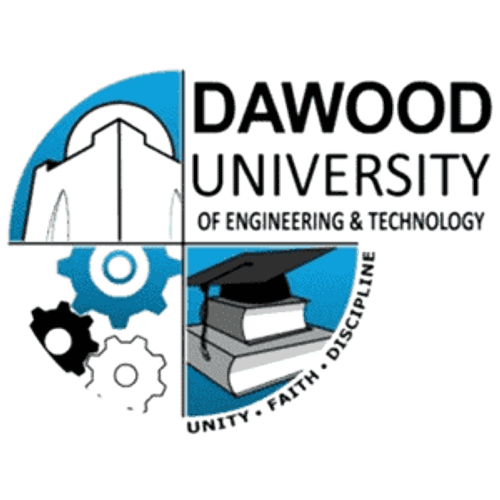 DAWOOD
UNIVERSITY
OF ENGINEERING & TECHNOLOGY
UNITY • FAITH • DISCIPLINE